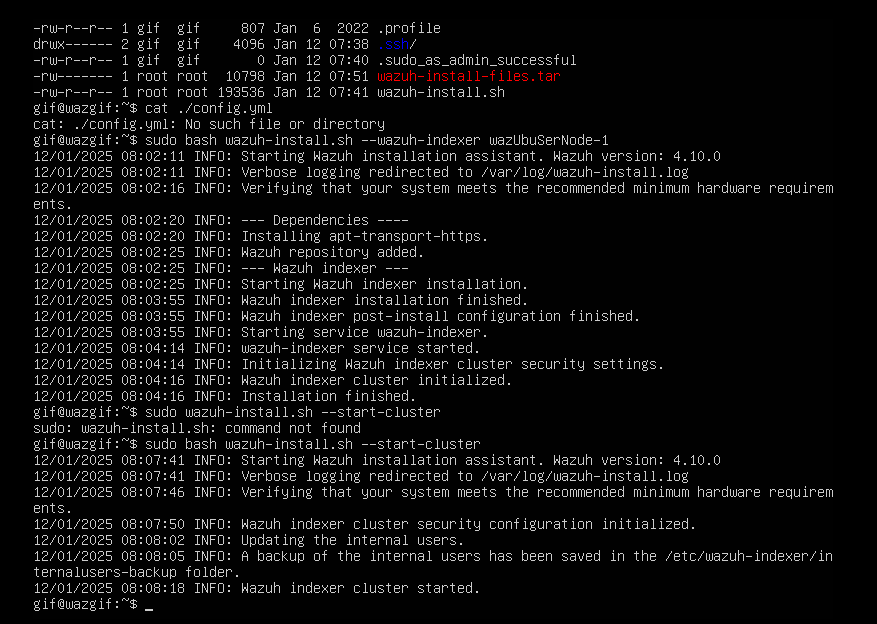 -rw-r--r-- 1 gif  gif     807 Jan  6  2022 .profile
drwx------ 2 gif  gif    4096 Jan 12 07:38 .ssh/
-rw-r--r-- 1 gif  gif       0 Jan 12 07:40 .sudo_as_admin_successful
-rw------- 1 root root  10798 Jan 12 07:51 wazuh-install-files.tar
-rw-r--r-- 1 root root 193536 Jan 12 07:41 wazuh-install.sh
gif@wazgif:~$ cat ./config.yml
cat: ./config.yml: No such file or directory
gif@wazgif:~$ sudo bash wazuh-install.sh --wazuh-indexer wazUbuSerNode-1
12/01/2025 08:02:11 INFO: Starting Wazuh installation assistant. Wazuh version: 4.10.0
12/01/2025 08:02:11 INFO: Verbose logging redirected to /var/log/wazuh-install.log
12/01/2025 08:02:16 INFO: Verifying that your system meets the recommended minimum hardware requirem
ents.
12/01/2025 08:02:20 INFO: --- Dependencies ----
12/01/2025 08:02:20 INFO: Installing apt-transport-https.
12/01/2025 08:02:25 INFO: Wazuh repository added.
12/01/2025 08:02:25 INFO: --- Wazuh indexer ---
12/01/2025 08:02:25 INFO: Starting Wazuh indexer installation.
12/01/2025 08:03:55 INFO: Wazuh indexer installation finished.
12/01/2025 08:03:55 INFO: Wazuh indexer post-install configuration finished.
12/01/2025 08:03:55 INFO: Starting service wazuh-indexer.
12/01/2025 08:04:14 INFO: wazuh-indexer service started.
12/01/2025 08:04:14 INFO: Initializing Wazuh indexer cluster security settings.
12/01/2025 08:04:16 INFO: Wazuh indexer cluster initialized.
12/01/2025 08:04:16 INFO: Installation finished.
gif@wazgif:~$ sudo wazuh-install.sh --start-cluster
sudo: wazuh-install.sh: command not found
gif@wazgif:~$ sudo bash wazuh-install.sh --start-cluster
12/01/2025 08:07:41 INFO: Starting Wazuh installation assistant. Wazuh version: 4.10.0
12/01/2025 08:07:41 INFO: Verbose logging redirected to /var/log/wazuh-install.log
12/01/2025 08:07:46 INFO: Verifying that your system meets the recommended minimum hardware requirem
ents.
12/01/2025 08:07:50 INFO: Wazuh indexer cluster security configuration initialized.
12/01/2025 08:08:02 INFO: Updating the internal users.
12/01/2025 08:08:05 INFO: A backup of the internal users has been saved in the /etc/wazuh-indexer/in
ternalusers-backup folder.
12/01/2025 08:08:18 INFO: Wazuh indexer cluster started.
gif@wazgif:~$ _